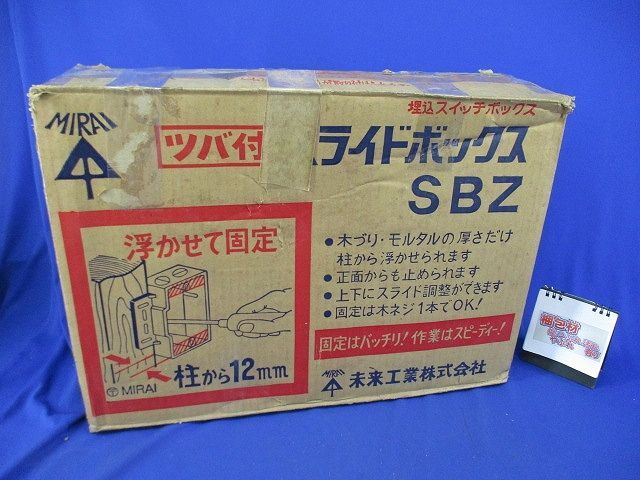 埋込スイッチボックス
MIRAI
ツバ付
スライドボックス
SBZ
浮かせて固定
柱から12mm
MIRAI
●木づり・モルタルの厚さだけ
柱から浮かせられます
●正面からも止められます
●上下にスライド調整ができます
●固定は木ネジ1本でOK!
固定はバッチリ!作業はスピーディー!
MIRAI
未来工業株式会社
梱包材